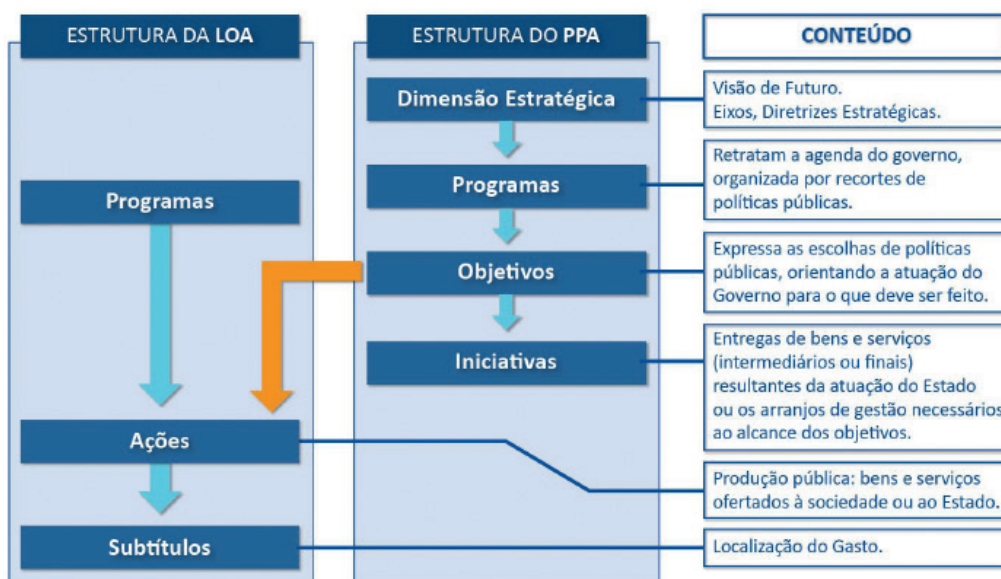 ESTRUTURA DA LOA
Programas
Ações
Subtítulos
ESTRUTURA DO PPA
Dimensão Estratégica
Programas
Objetivos
Iniciativas
CONTEÚDO
Visão de Futuro.
Eixos, Diretrizes Estratégicas.
Retratam a agenda do governo,
organizada por recortes de
políticas públicas.
Expressa as escolhas de políticas
públicas, orientando a atuação do
Governo para o que deve ser feito.
Entregas de bens e serviços
(intermediários ou finais)
resultantes da atuação do Estado
ou os arranjos de gestão necessários
ao alcance dos objetivos.
Produção pública: bens e serviços
ofertados à sociedade ou ao Estado.
Localização do Gasto.